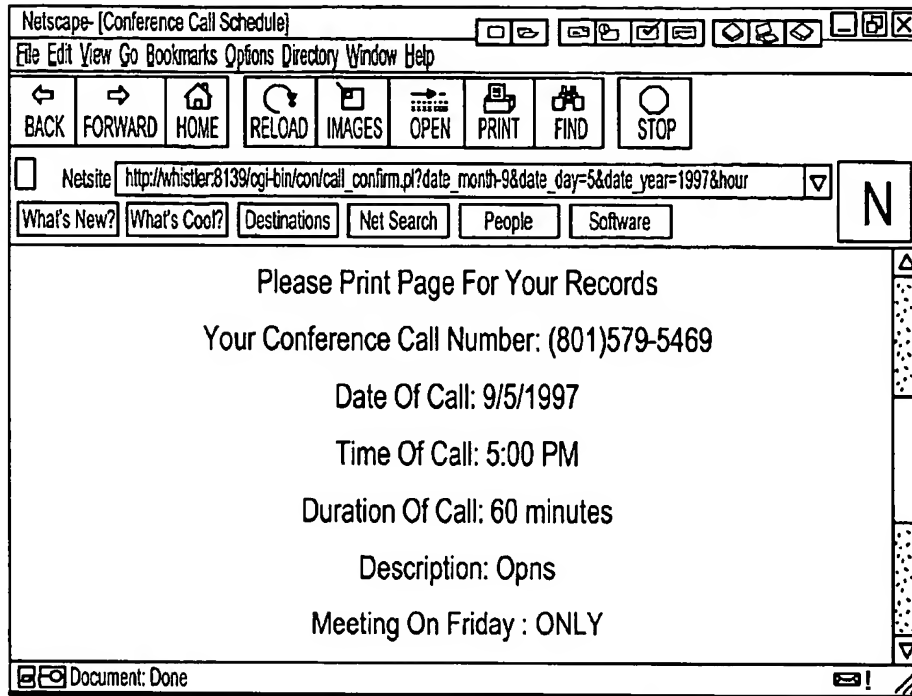 Netscape- [Conference Call Schedule]
File Edit View Go Bookmarks Options Directory Window Help
BACK FORWARD HOME RELOAD IMAGES OPEN PRINT FIND STOP
Netsite http://whistler:8139/cgi-bin/con/call_confirm.pl?date_month-9&date_day=5&date_year=1997&hour
N
What's New? What's Cool? Destinations Net Search People Software
Please Print Page For Your Records
Your Conference Call Number: (801)579-5469
Date Of Call: 9/5/1997
Time Of Call: 5:00 PM
Duration Of Call: 60 minutes
Description: Opns
Meeting On Friday : ONLY
Document: Done
!